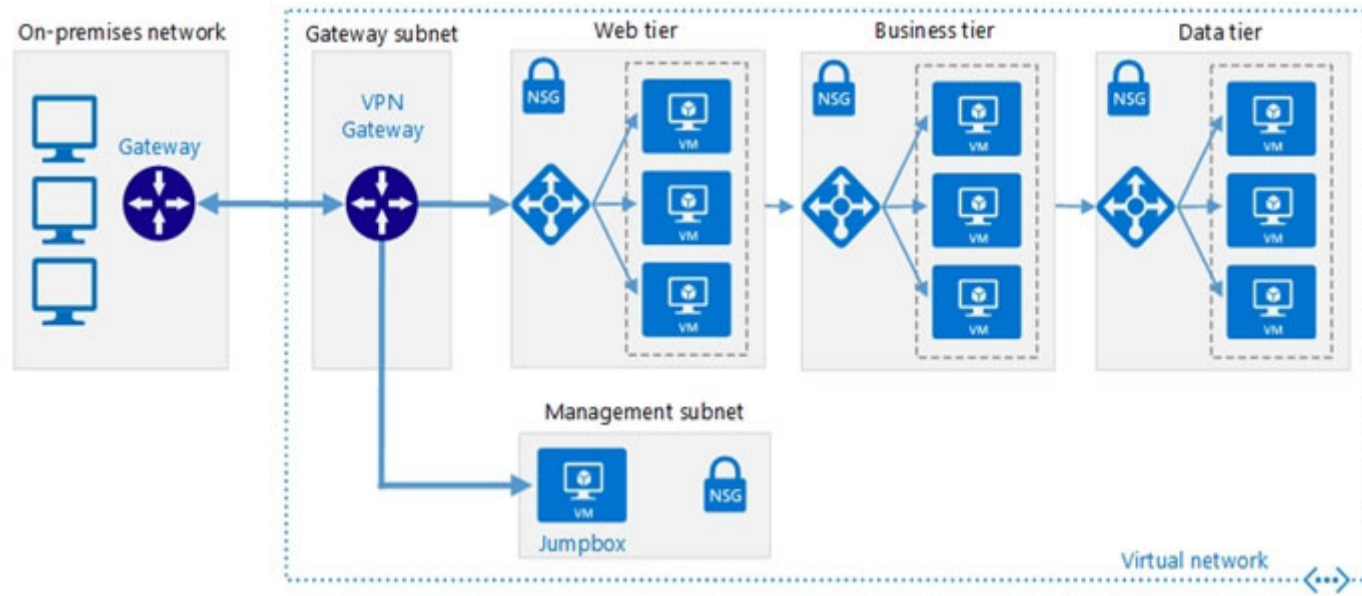 On-premises network
Gateway subnet
Web tier
Business tier
Data tier
Gateway
VPN
Gateway
NSG
VM
VM
VM
NSG
VM
VM
VM
NSG
VM
VM
VM
Management subnet
VM
Jumpbox
NSG
Virtual network